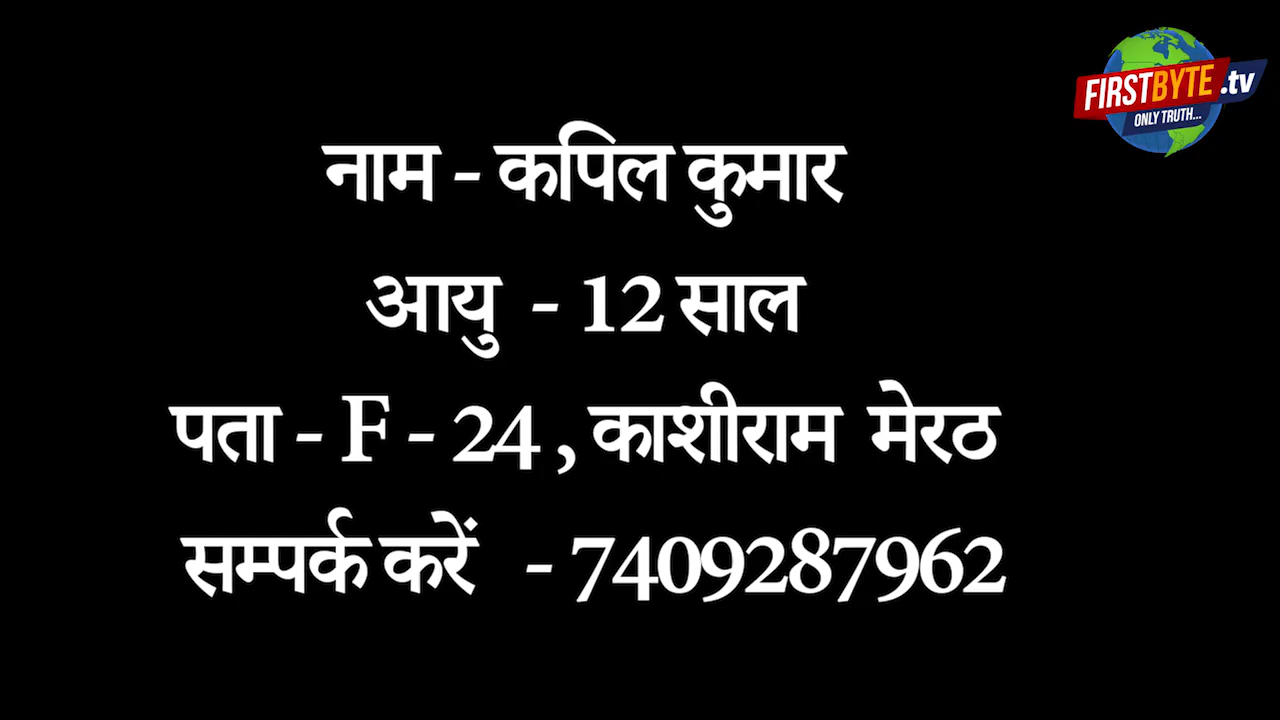 FIRSTBYTE.tv
ONLY TRUTH...
नाम - कपिल कुमार
आयु - 12 साल
पता - F - 24 , काशीराम मेरठ
सम्पर्क करें - 7409287962